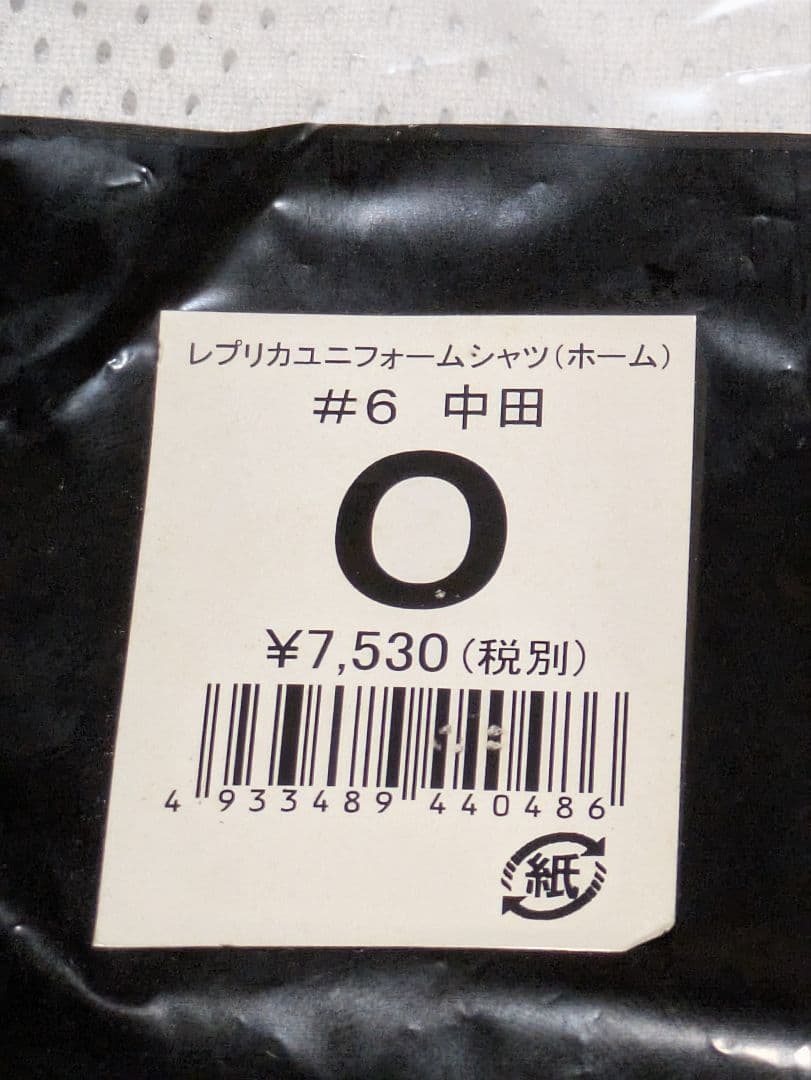 レプリカユニフォームシャツ(ホーム)
#6 中田
O
¥7,530(税別)
4 933489 440486
紙